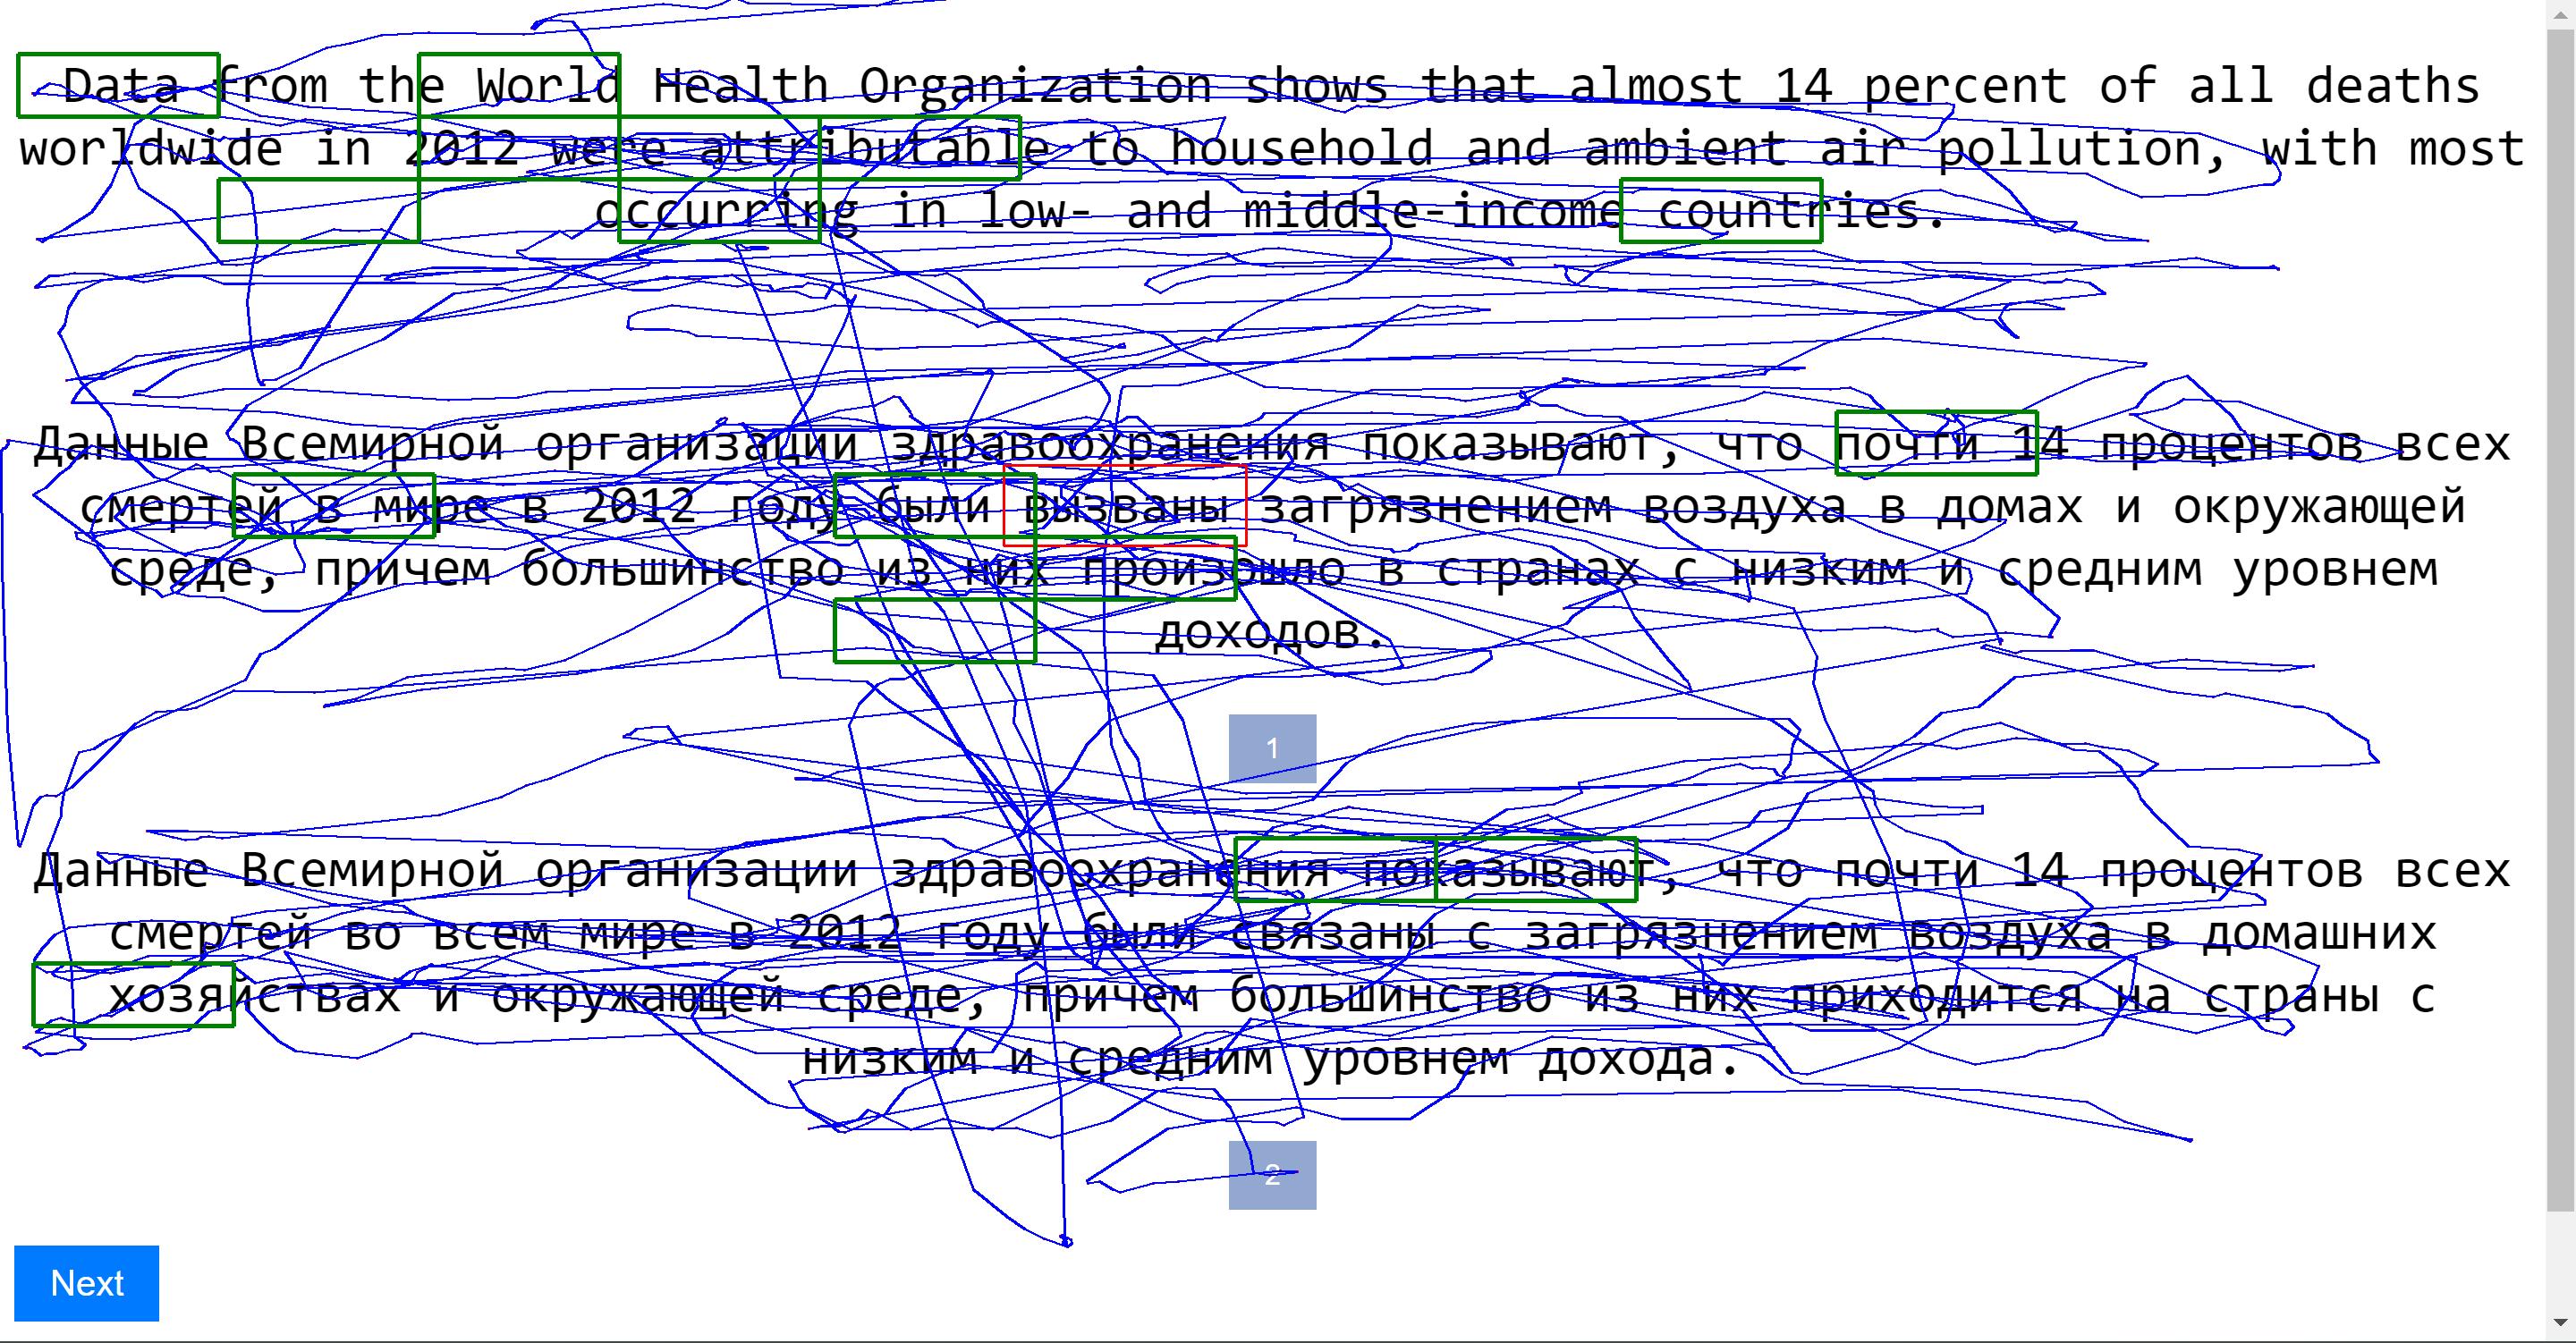 Data from the World Health Organization shows that almost 14 percent of all deaths
worldwide in 2012 were attributable to household and ambient air pollution, with most
occurring in low- and middle-income countries.
Данные Всемирной организации здравоохранения показывают, что почти 14 процентов всех
смертей в мире в 2012 году были вызваны загрязнением воздуха в домах и окружающей
среде, причем большинство из них произошло в странах с низким и средним уровнем
доходов.
1
Данные Всемирной организации здравоохранения показывают, что почти 14 процентов всех
смертей во всем мире в 2012 году были связаны с загрязнением воздуха в домашних
хозяйствах и окружающей среде, причем большинство из них приходится на страны с
низким и средним уровнем дохода.
2
Next